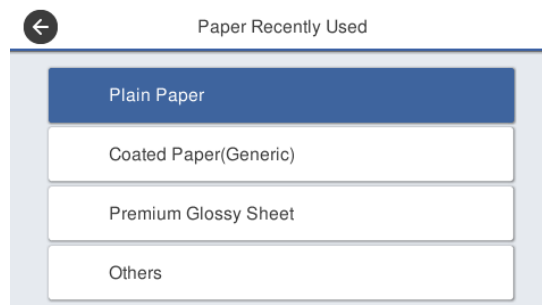 Paper Recently Used
Plain Paper
Coated Paper(Generic)
Premium Glossy Sheet
Others